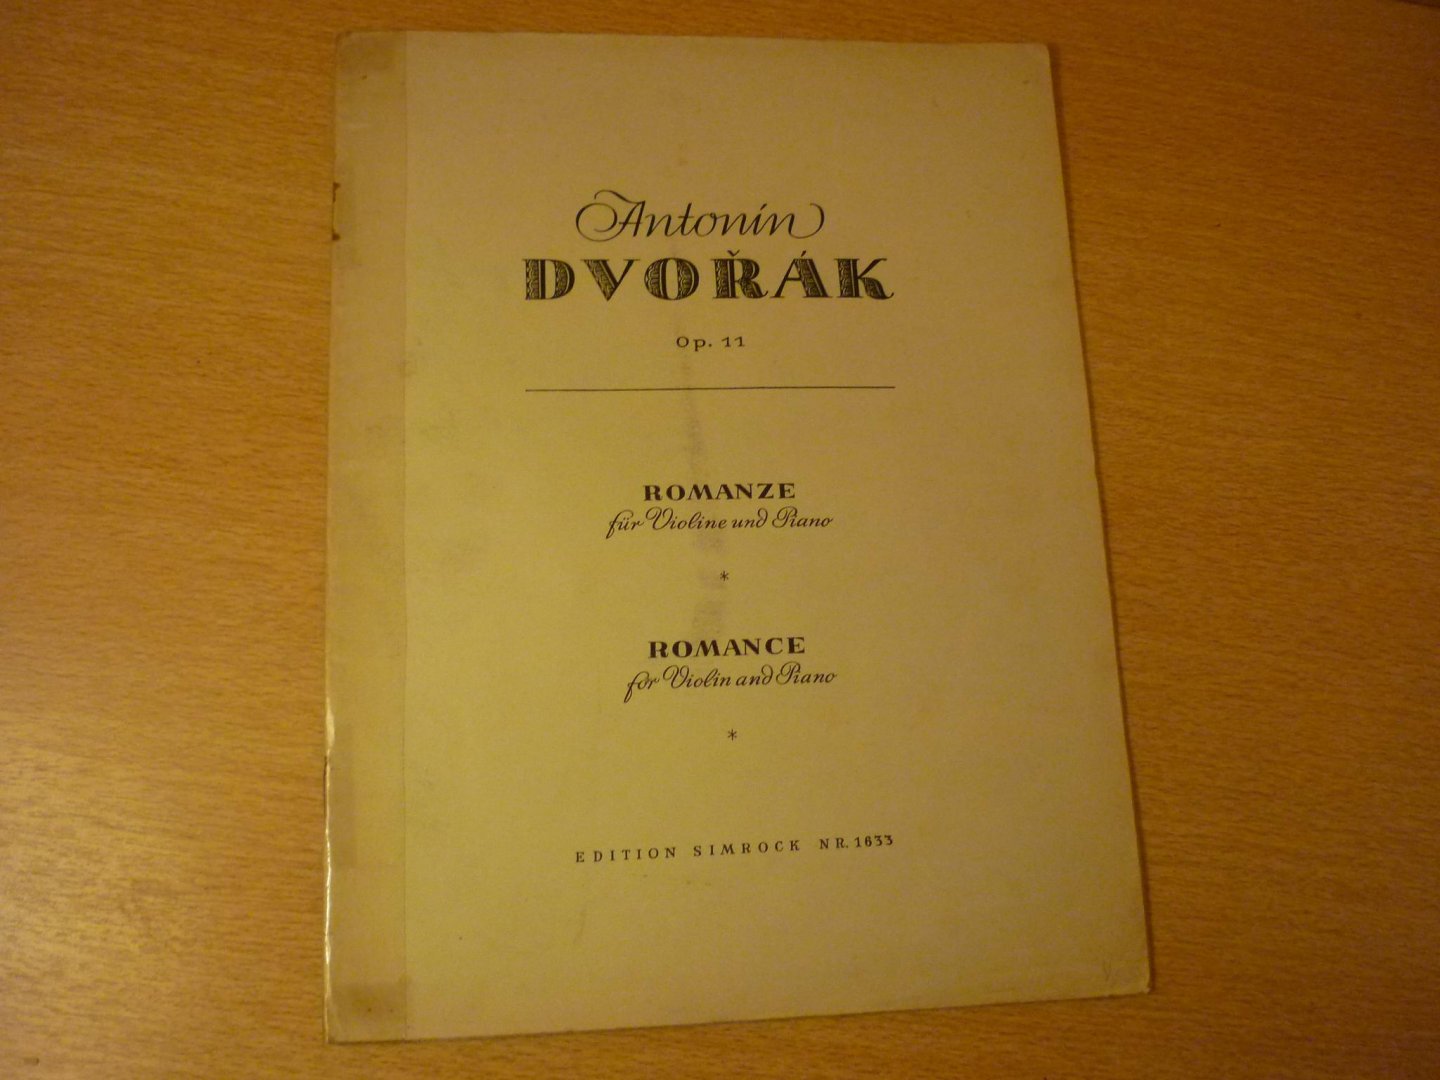 Antonín
DVOŘÁK
Op. 11
ROMANZE
für Violine und Piano
*
ROMANCE
for Violin and Piano
*
EDITION SIMROCK NR. 1633